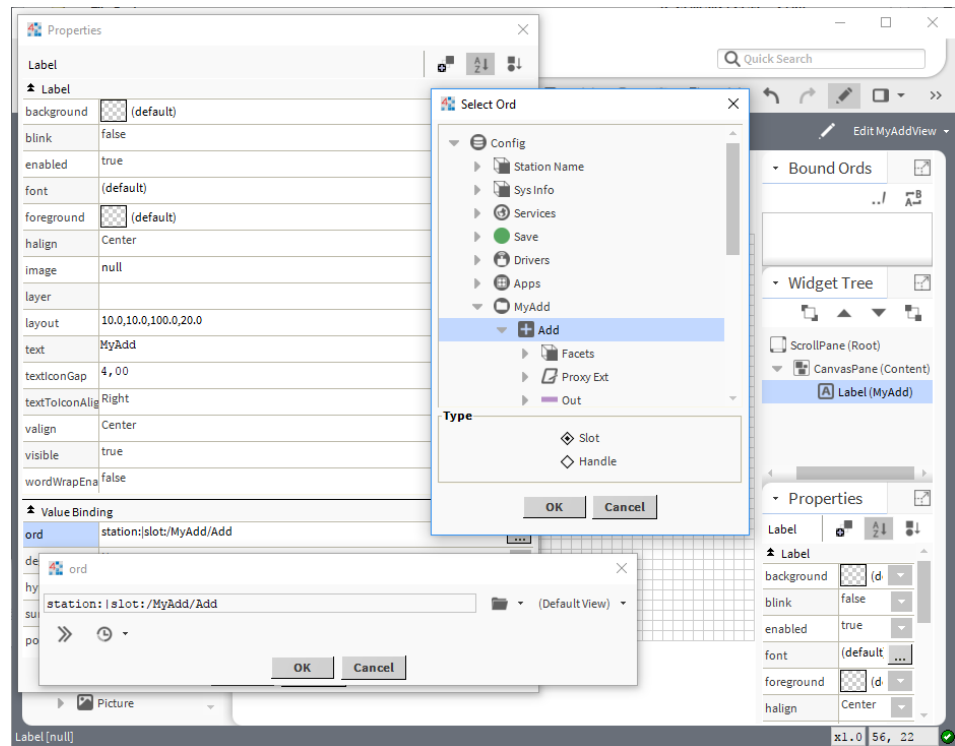 Properties
Label
Label
background (default)
blink false
enabled true
font (default)
foreground (default)
halign Center
image null
layer
layout 10.0,10.0,100.0,20.0
text MyAdd
textIconGap 4,00
textToIconAlig Right
valign Center
visible true
wordWrapEna false
Value Binding
ord station:|slot:/MyAdd/Add
de
hy
su
po
ord
station:|slot:/MyAdd/Add
(Default View)
OK Cancel
Picture
Label [null]
Select Ord
Config
Station Name
Sys Info
Services
Save
Drivers
Apps
MyAdd
Add
Facets
Proxy Ext
Out
Type
Slot
Handle
OK Cancel
Quick Search
Edit MyAddView
Bound Ords
Widget Tree
ScrollPane (Root)
CanvasPane (Content)
Label (MyAdd)
Properties
Label
Label
background (d
blink false
enabled true
font (default ...
foreground (d
halign Center
x1.0 56, 22